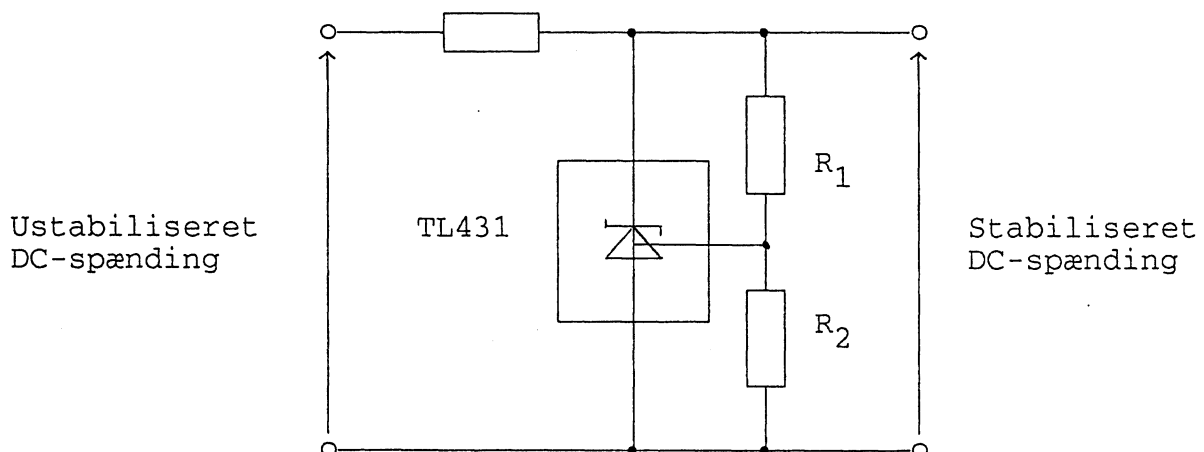 Ustabiliseret
DC-spænding
TL431
R1
R2
Stabiliseret
DC-spænding